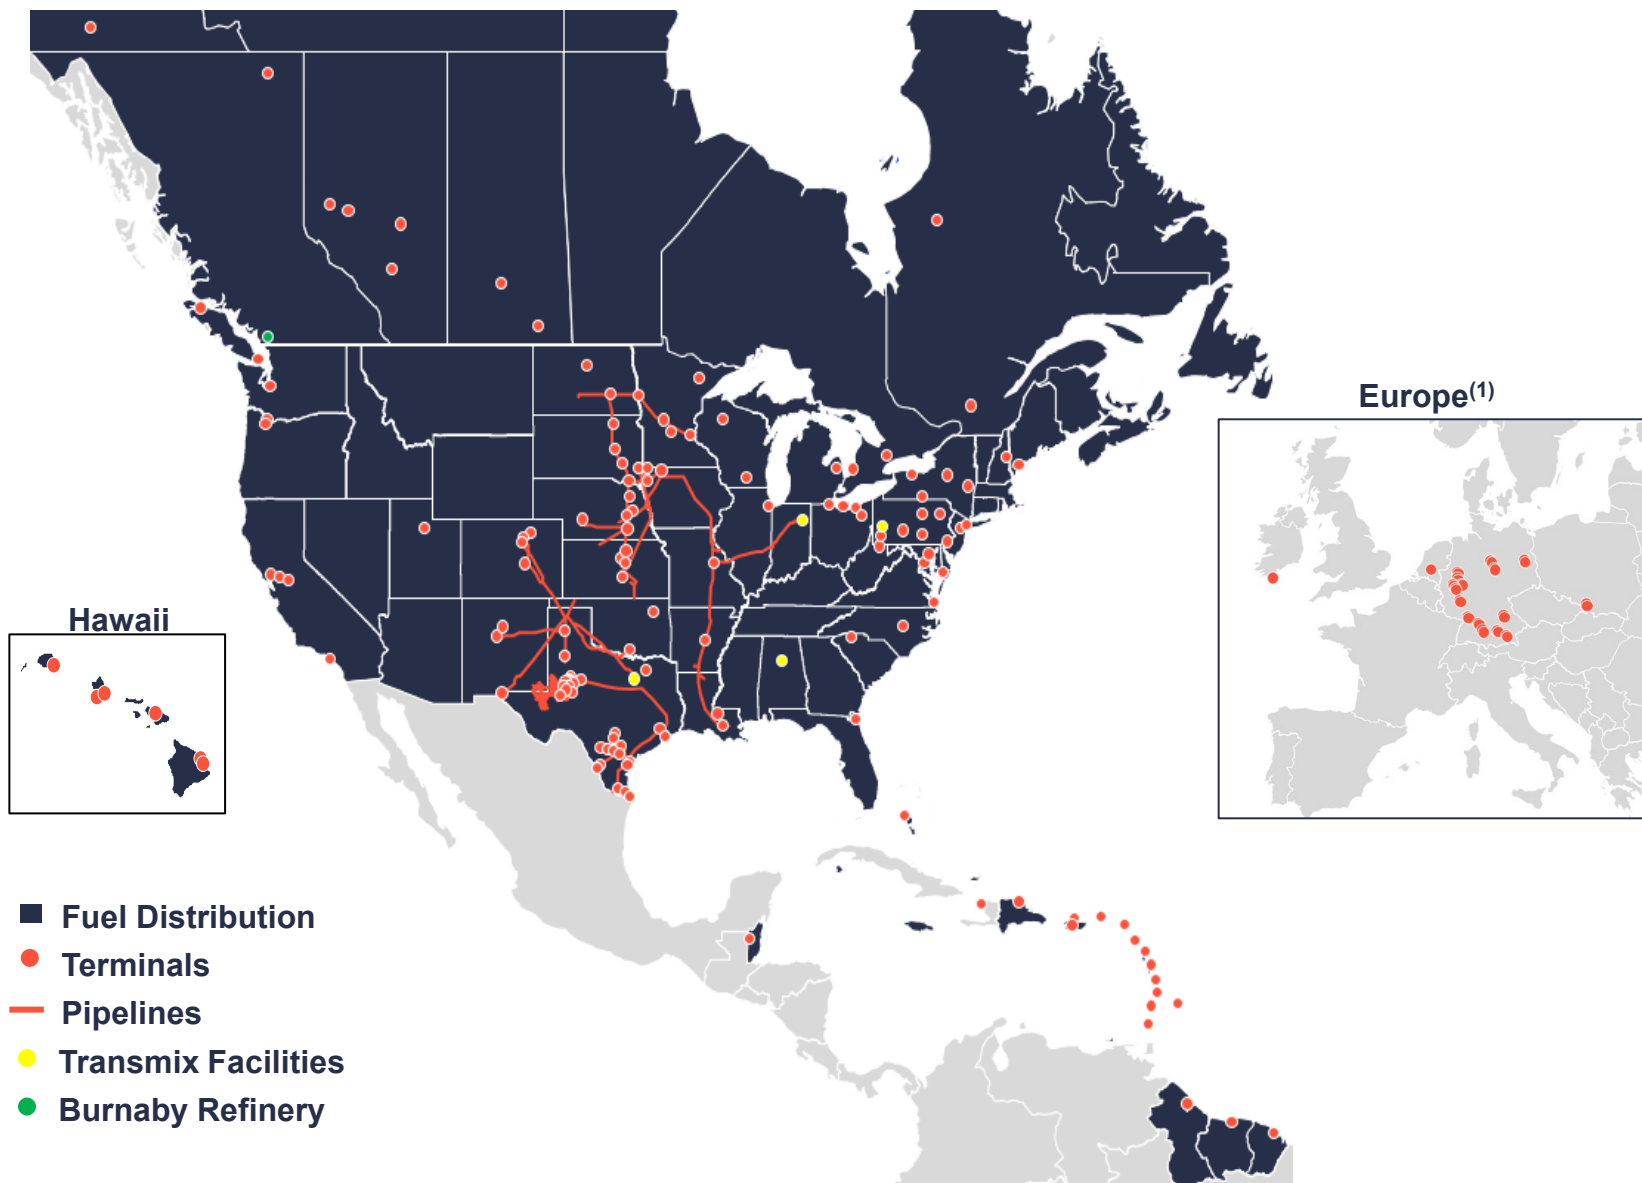 Europe(1)
Hawaii
Fuel Distribution
Terminals
Pipelines
Transmix Facilities
Burnaby Refinery